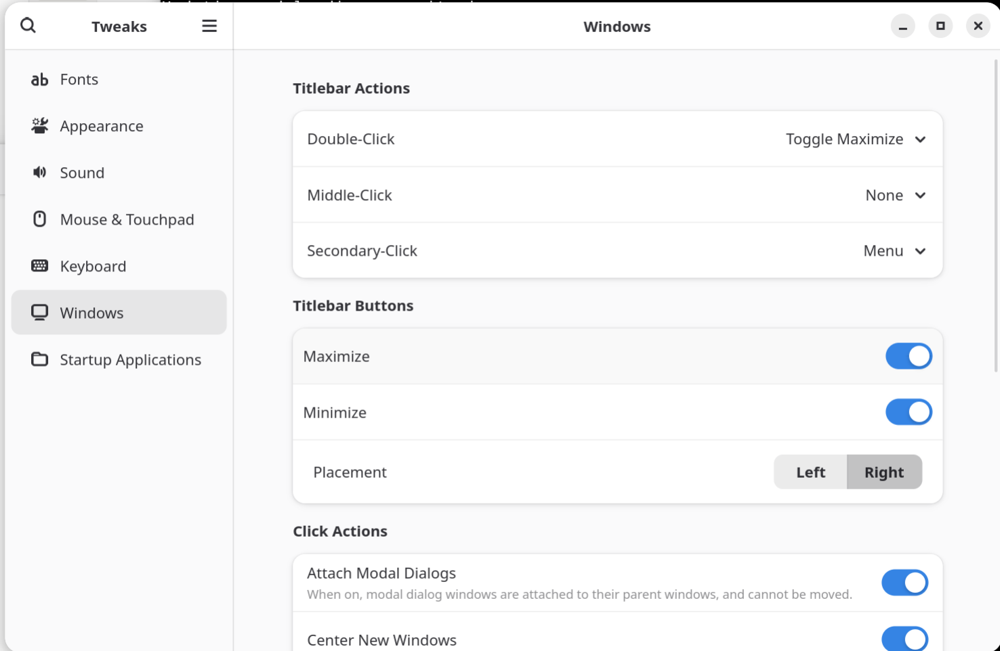 Tweaks
Windows
ab Fonts
Appearance
Sound
Mouse & Touchpad
Keyboard
Windows
Startup Applications
Titlebar Actions
Double-Click Toggle Maximize
Middle-Click None
Secondary-Click Menu
Titlebar Buttons
Maximize
Minimize
Placement Left Right
Click Actions
Attach Modal Dialogs
When on, modal dialog windows are attached to their parent windows, and cannot be moved.
Center New Windows